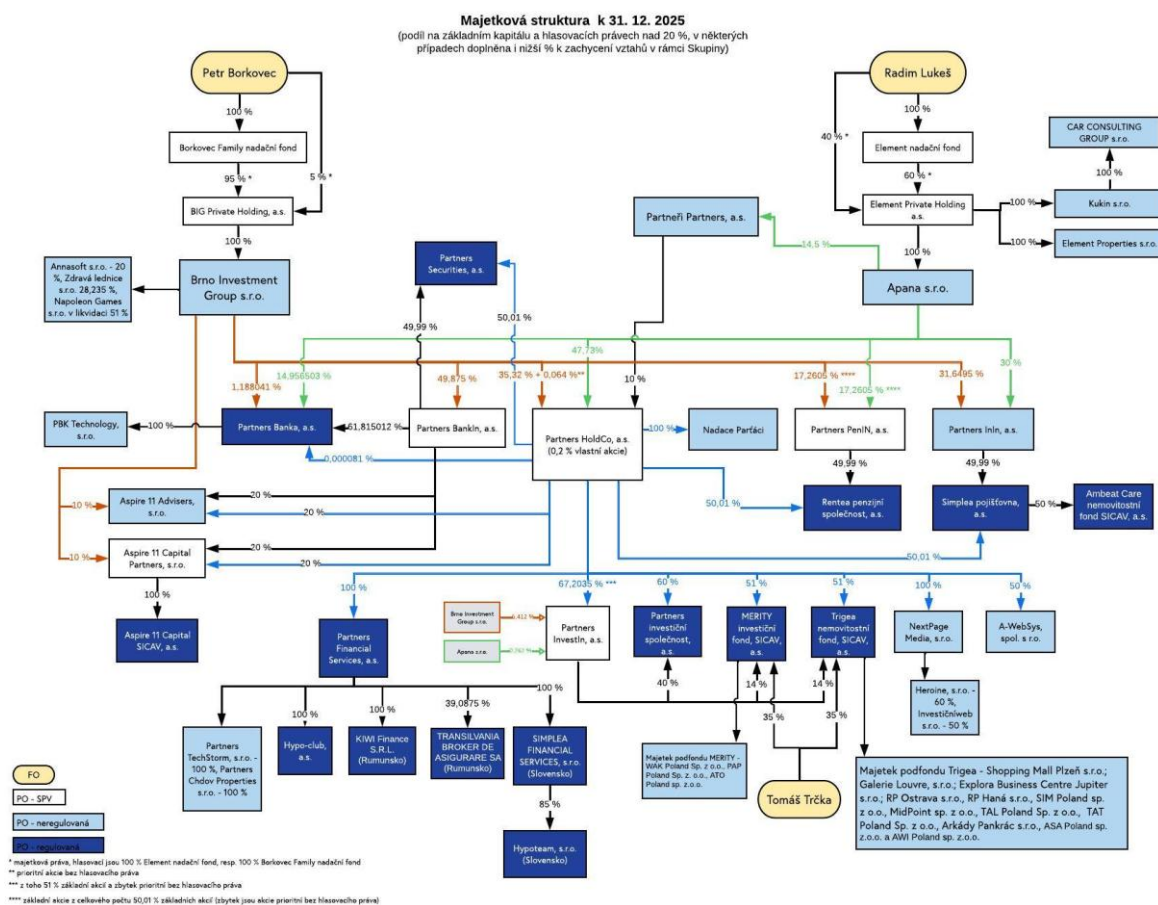 Majetková struktura k 31. 12. 2025
(podíl na základním kapitálu a hlasovacích právech nad 20 %, v některých
případech doplněna i nižší % k zachycení vztahů v rámci Skupiny)
Petr Borkovec
Radim Lukeš
100 %
100 %
Borkovec Family nadační fond
5 % *
40 % *
Element nadační fond
CAR CONSULTING
GROUP s.r.o.
95 % *
60 % *
100 %
BIG Private Holding, a.s.
Element Private Holding
a.s.
100 %
Kukin s.r.o.
100 %
Element Properties s.r.o.
Partneři Partners, a.s.
14,5 %
100 %
100 %
Annasoft s.r.o. - 20
%, Zdravá lednice
s.r.o. 28,235 %,
Napoleon Games
s.r.o. v likvidaci 51 %
Brno Investment
Group s.r.o.
Partners
Securities, a.s.
Apana s.r.o.
49,99 %
50,01 %
1,188041 %
14,956503 %
49,875 %
35,32 % + 0,064 %**
47,73%
10 %
17,2605 % ****
17,2605 % ****
31,6495 %
30 %
PBK Technology,
s.r.o.
100 %
Partners Banka, a.s.
61,815012 %
Partners BankIn, a.s.
Partners HoldCo, a.s.
(0,2 % vlastní akcie)
100 %
Nadace Parťáci
Partners PenIN, a.s.
Partners InIn, a.s.
0,000081 %
49,99 %
49,99 %
10 %
Aspire 11 Advisers,
s.r.o.
20 %
20 %
50,01 %
Rentea penzijní
společnost, a.s.
Simplea pojišťovna,
a.s.
50 %
Ambeat Care
nemovitostní
fond SICAV, a.s.
10 %
Aspire 11 Capital
Partners, s.r.o.
20 %
20 %
50,01 %
100 %
Aspire 11 Capital
SICAV, a.s.
100 %
67,2035 % ***
60 %
51 %
51 %
100 %
50 %
Brno Investment
Group s.r.o.
Apana s.r.o.
Partners
Financial
Services, a.s.
Partners
InvestIn, a.s.
Partners
investiční
společnost,
a.s.
MERITY
investiční
fond, SICAV,
a.s.
Trigea
nemovitostní
fond, SICAV,
a.s.
NextPage
Media, s.r.o.
A-WebSys,
spol. s r.o.
40 %
14 %
14 %
35 %
35 %
100 %
100 %
39,0875 %
100 %
Partners
TechStorm, s.r.o. -
100 %, Partners
Chdov Properties
s.r.o. - 100 %
Hypo-club,
a.s.
KIWI Finance
S.R.L.
(Rumunsko)
TRANSILVANIA
BROKER DE
ASIGURARE SA
(Rumunsko)
SIMPLEA
FINANCIAL
SERVICES, s.r.o.
(Slovensko)
Heroine, s.r.o. -
60 %,
Investičníweb
s.r.o. - 50 %
Majetek podfondu MERITY -
WAK Poland Sp. z o.o., PAP
Poland Sp. z. o.o., ATO
Poland sp. z.o.o.
Tomáš Trčka
Majetek podfondu Trigea - Shopping Mall Plzeň s.r.o.;
Galerie Louvre, s.r.o.; Explora Business Centre Jupiter
s.r.o.; RP Ostrava s.r.o., RP Haná s.r.o., SIM Poland sp.
z o.o., MidPoint sp. z o.o., TAL Poland Sp. z o.o., TAT
Poland Sp. z o.o., Arkády Pankrác s.r.o., ASA Poland sp.
z.o.o. a AWI Poland sp. z.o.o.
85 %
Hypoteam, s.r.o.
(Slovensko)
FO
PO - SPV
PO - neregulovaná
PO - regulovaná
* majetková práva, hlasovací jsou 100 % Element nadační fond, resp. 100 % Borkovec Family nadační fond
** prioritní akcie bez hlasovacího práva
*** z toho 51 % základní akcií a zbytek prioritní bez hlasovacího práva
**** základní akcie z celkového počtu 50,01 % základních akcií (zbytek jsou akcie prioritní bez hlasovacího práva)